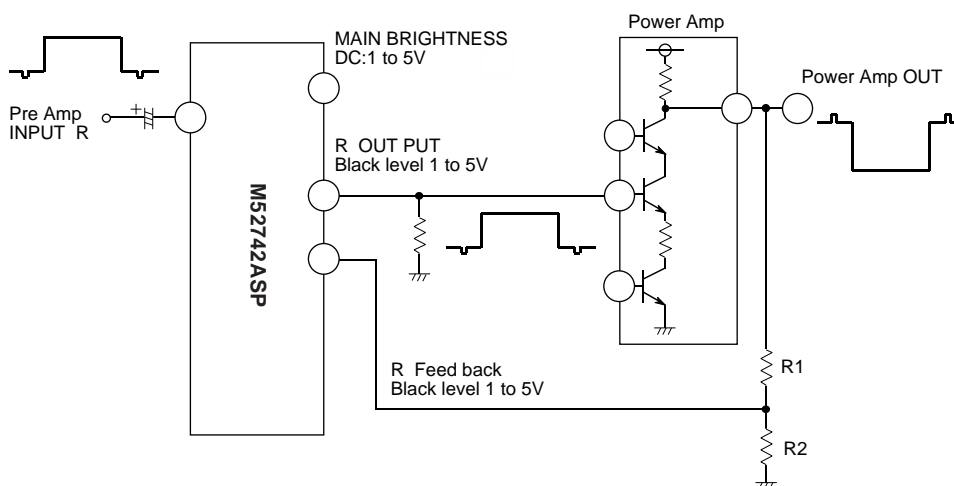 Power Amp
MAIN BRIGHTNESS
DC:1 to 5V
Power Amp OUT
+
Pre Amp
INPUT R
R OUT PUT
Black level 1 to 5V
M52742ASP
R Feed back
Black level 1 to 5V
R1
R2